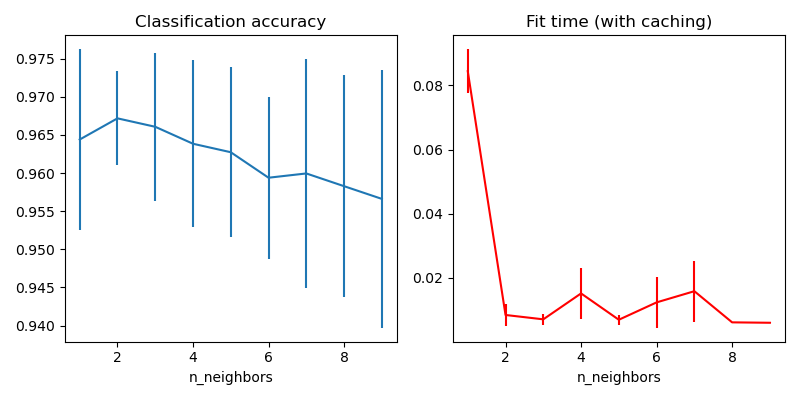 Classification accuracy
0.975
0.970
0.965
0.960
0.955
0.950
0.945
0.940
2 4 6 8
n_neighbors
Fit time (with caching)
0.08
0.06
0.04
0.02
2 4 6 8
n_neighbors